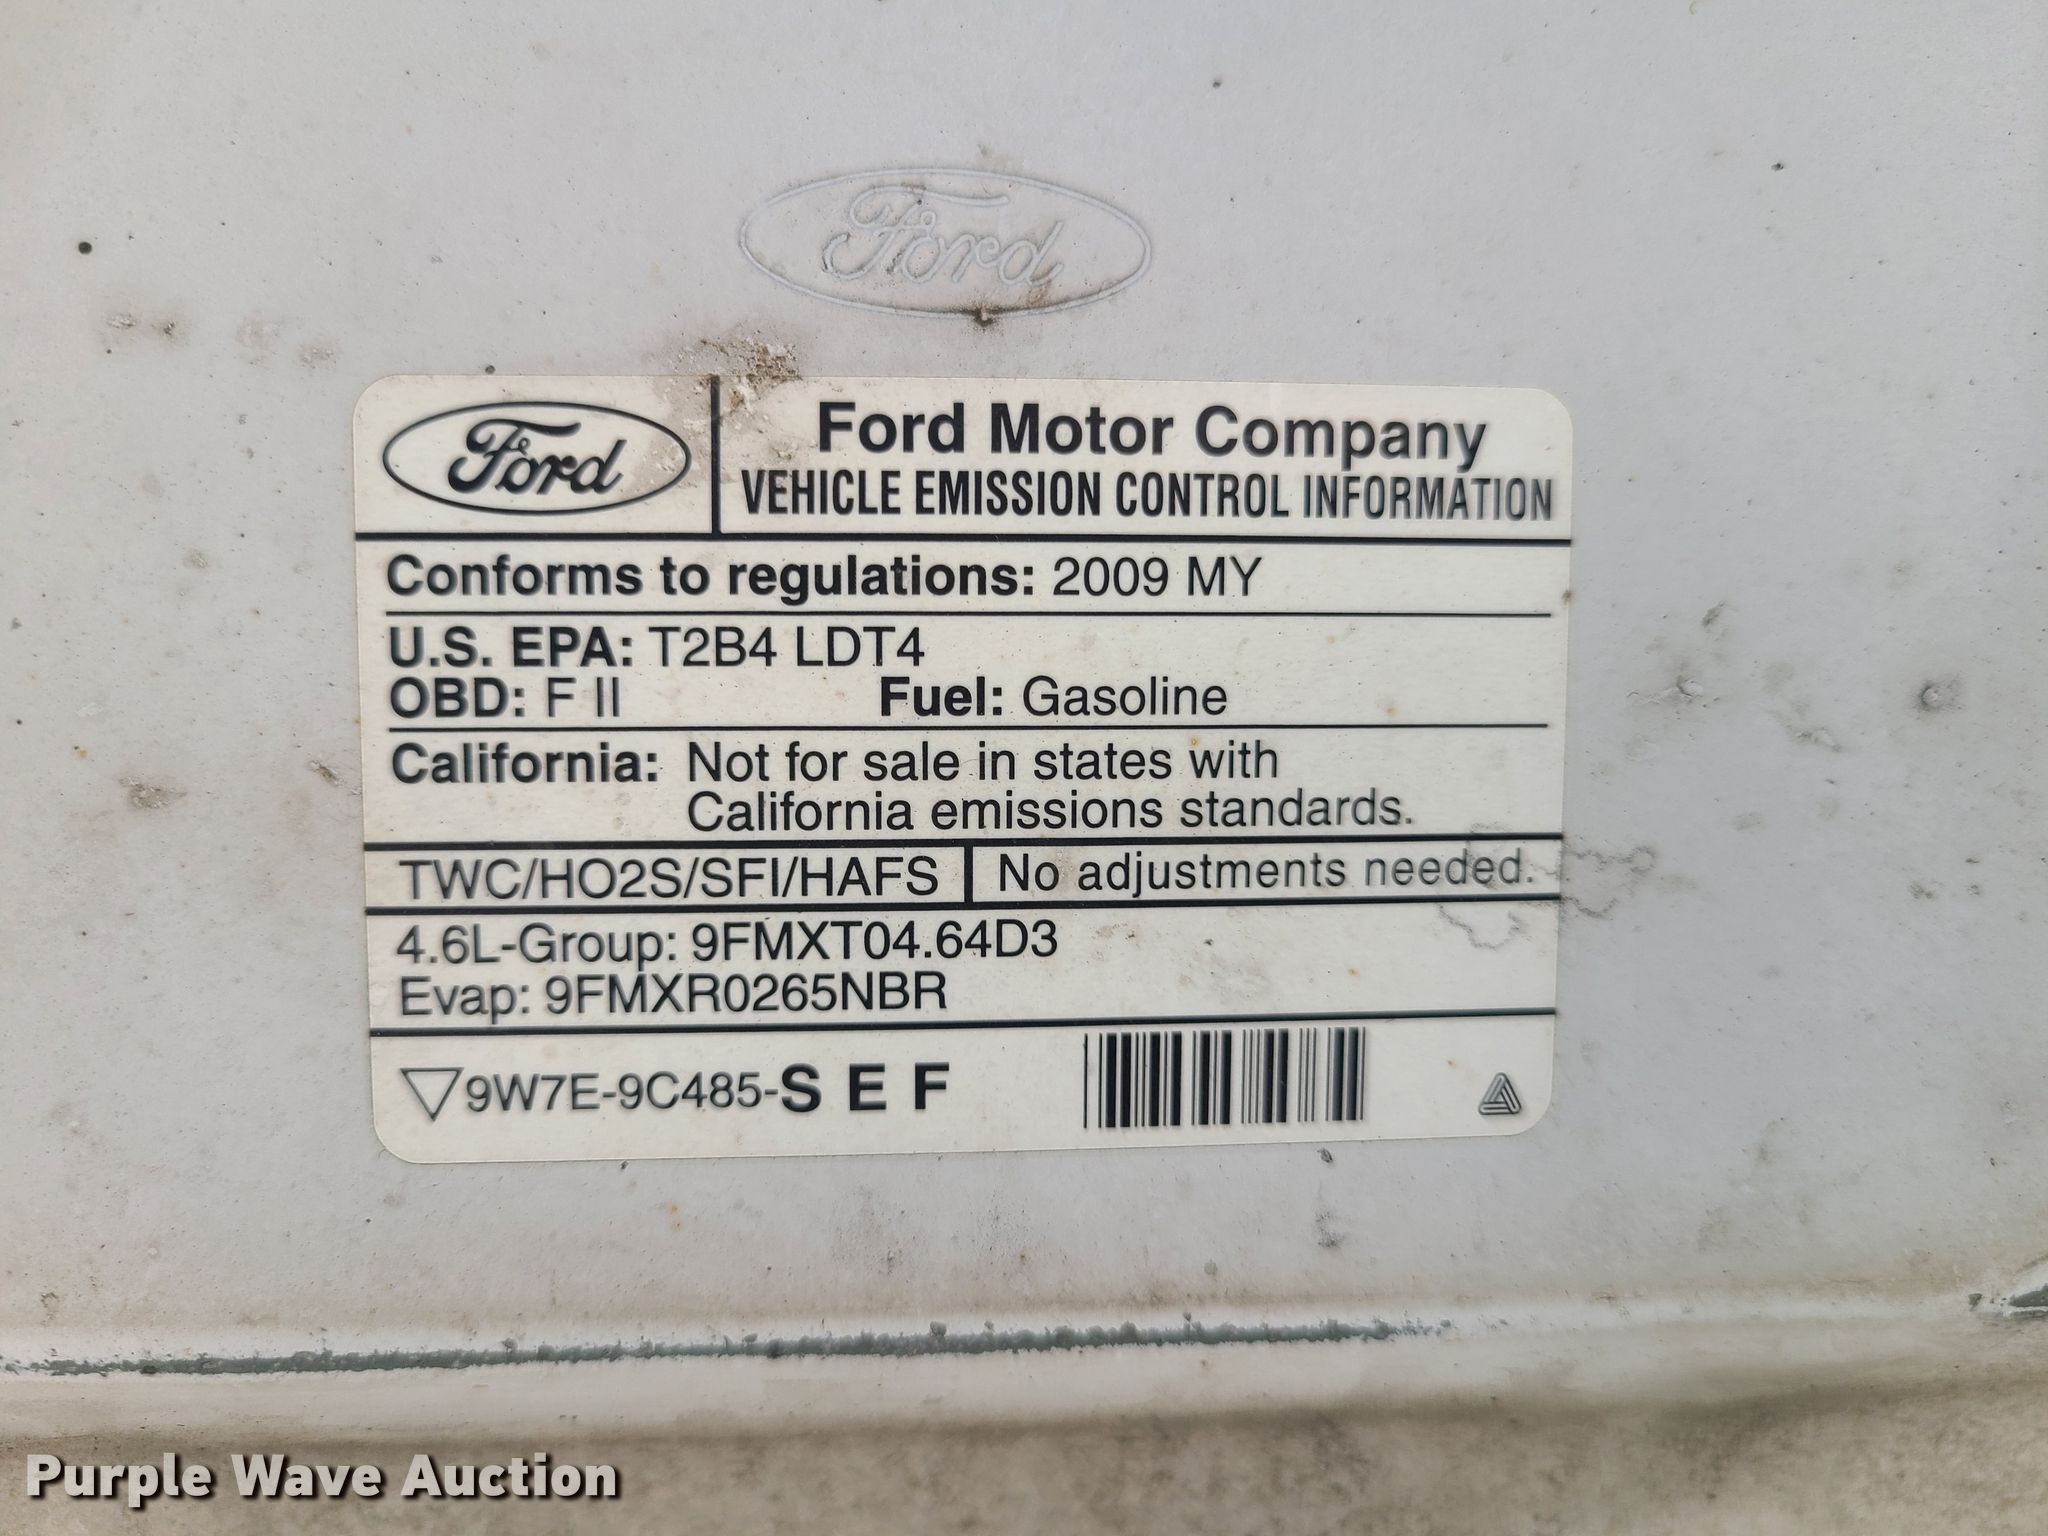 Ford
Ford
Ford Motor Company
VEHICLE EMISSION CONTROL INFORMATION
Conforms to regulations: 2009 MY
U.S. EPA: T2B4 LDT4
OBD: F II Fuel: Gasoline
California: Not for sale in states with
California emissions standards.
TWC/HO2S/SFI/HAFS No adjustments needed.
4.6L-Group: 9FMXT04.64D3
Evap: 9FMXR0265NBR
9W7E-9C485-S E F
Purple Wave Auction